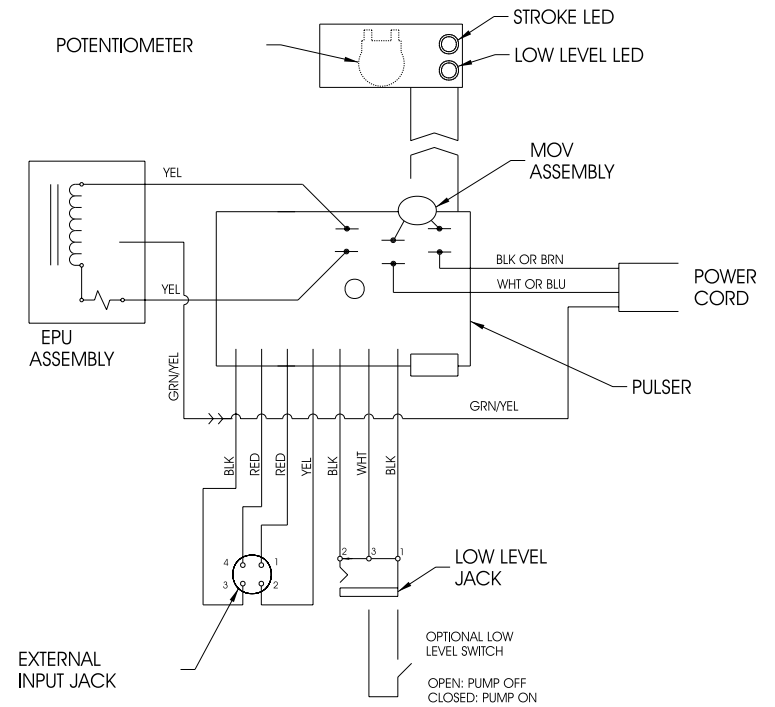 STROKE LED
POTENTIOMETER
LOW LEVEL LED
MOV
ASSEMBLY
YEL
BLK OR BRN
WHT OR BLU
POWER
CORD
YEL
EPU
ASSEMBLY
GRN/YEL
PULSER
GRN/YEL
BLK
RED
RED
YEL
BLK
WHT
BLK
2
3
1
4
1
3
2
LOW LEVEL
JACK
EXTERNAL
INPUT JACK
OPTIONAL LOW
LEVEL SWITCH
OPEN: PUMP OFF
CLOSED: PUMP ON